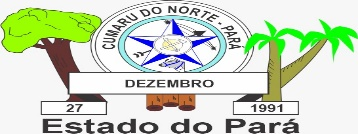 CUMARU DO NORTE - PARÁ
DEZEMBRO
27
1991
Estado do Pará